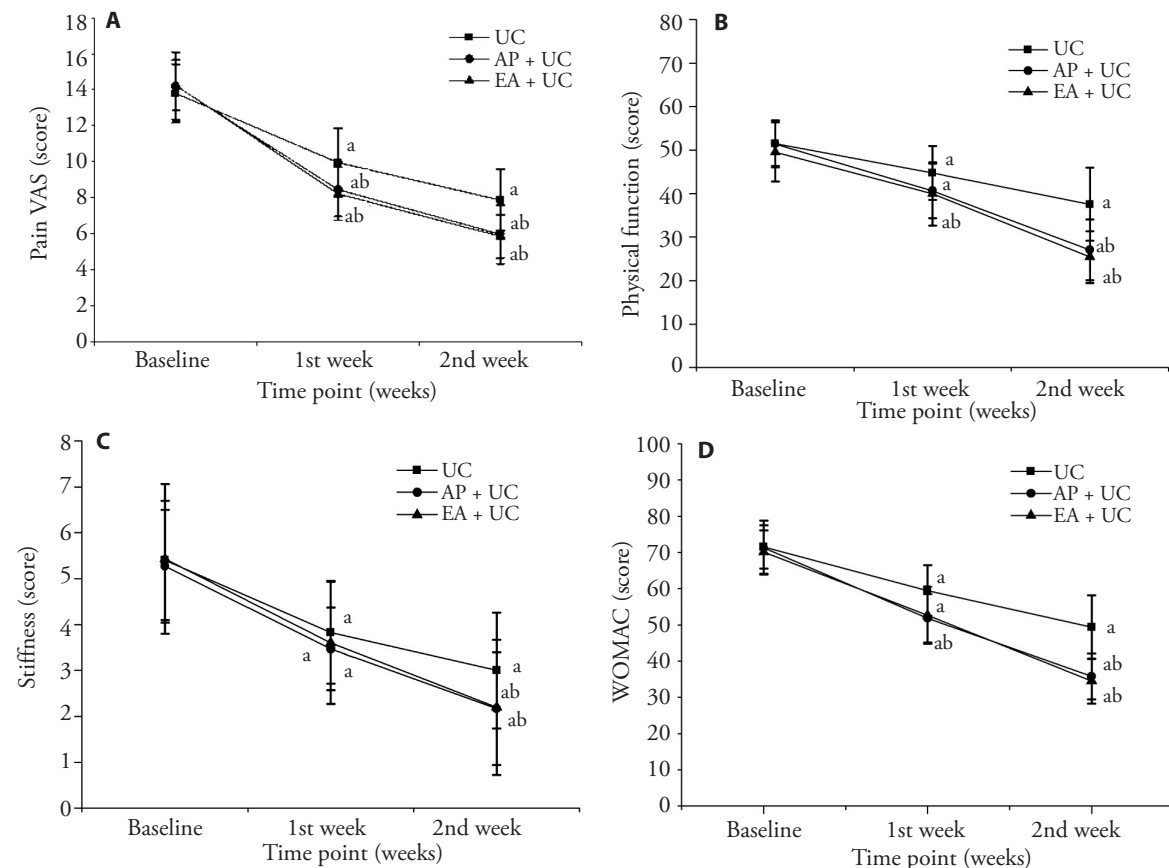 A
UC
AP + UC
EA + UC
Pain VAS (score)
18
16
14
12
10
8
6
4
2
0
a
ab
ab
a
ab
ab
Baseline
1st week
2nd week
Time point (weeks)
B
UC
AP + UC
EA + UC
Physical function (score)
80
70
60
50
40
30
20
10
0
a
a
ab
a
ab
ab
Baseline
1st week
2nd week
Time point (weeks)
C
UC
AP + UC
EA + UC
Stiffness (score)
8
7
6
5
4
3
2
1
0
a
a
a
a
ab
ab
Baseline
1st week
2nd week
Time point (weeks)
D
UC
AP + UC
EA + UC
WOMAC (score)
100
90
80
70
60
50
40
30
20
10
0
a
a
ab
a
ab
ab
Baseline
1st week
2nd week
Time point (weeks)